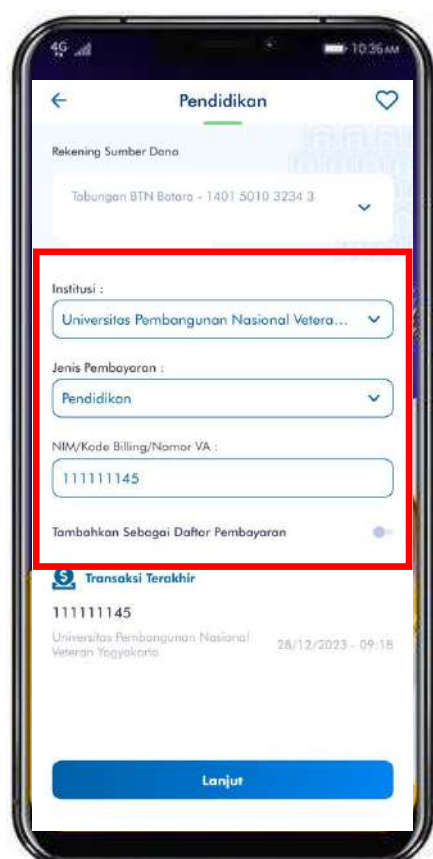 4G
10:36 AM
Pendidikan
Rekening Sumber Dana
Tabungan BTN Batara - 1401 5010 3234 3
Institusi :
Universitas Pembangunan Nasional Vetera...
Jenis Pembayaran :
Pendidikan
NIM/Kode Billing/Nomor VA :
111111145
Tambahkan Sebagai Daftar Pembayaran
Transaksi Terakhir
111111145
Universitas Pembangunan Nasional
Veteran Yogyakarta
28/12/2023 - 09:18
Lanjut